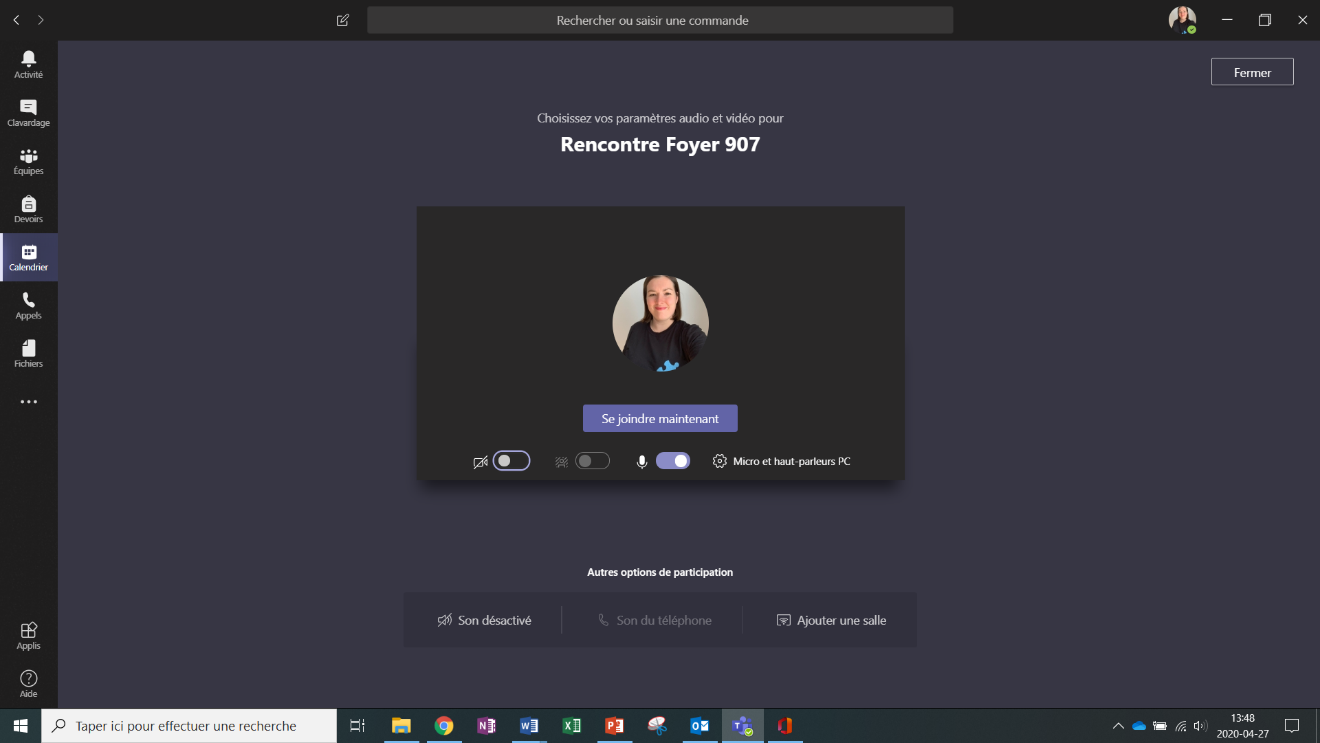 Rechercher ou saisir une commande
Activité
Clavardage
Équipes
Devoirs
Calendrier
Appels
Fichiers
Applis
Aide
Fermer
Choisissez vos paramètres audio et vidéo pour
Rencontre Foyer 907
Se joindre maintenant
Micro et haut-parleurs PC
Autres options de participation
Son désactivé
Son du téléphone
Ajouter une salle
Taper ici pour effectuer une recherche
13:48
2020-04-27